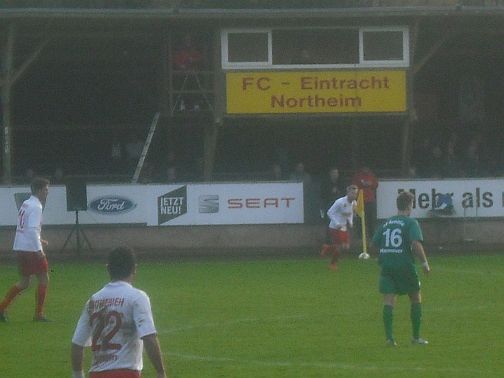 FC - Eintracht
Northeim
Ford
JETZT
NEU!
SEAT
Mehr als
16
22